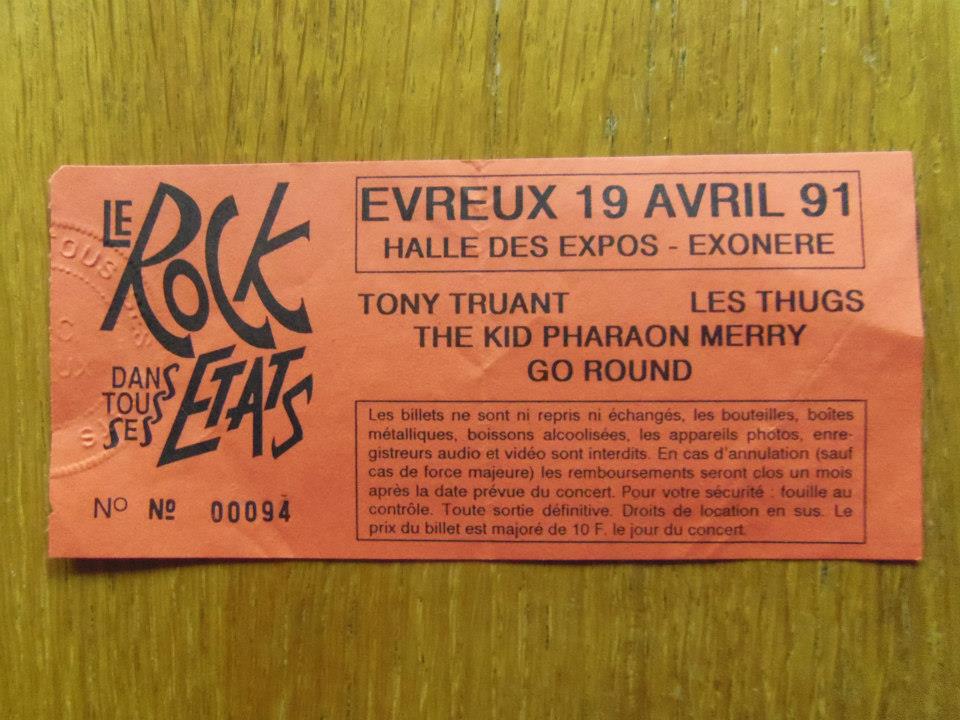 LE ROCK
DANS
TOUS
SES
ETATS
Nº Nº 00094
EVREUX 19 AVRIL 91
HALLE DES EXPOS - EXONERE
TONY TRUANT LES THUGS
THE KID PHARAON MERRY
GO ROUND
Les billets ne sont ni repris ni échangés, les bouteilles, boîtes
métalliques, boissons alcoolisées, les appareils photos, enre-
gistreurs audio et vidéo sont interdits. En cas d'annulation (sauf
cas de force majeure) les remboursements seront clos un mois
après la date prévue du concert. Pour votre sécurité : fouille au
contrôle. Toute sortie définitive. Droits de location en sus. Le
prix du billet est majoré de 10 F. le jour du concert.